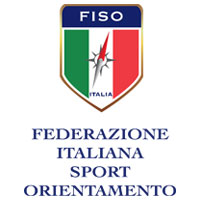 FISO
ITALIA
FEDERAZIONE
ITALIANA
SPORT
ORIENTAMENTO